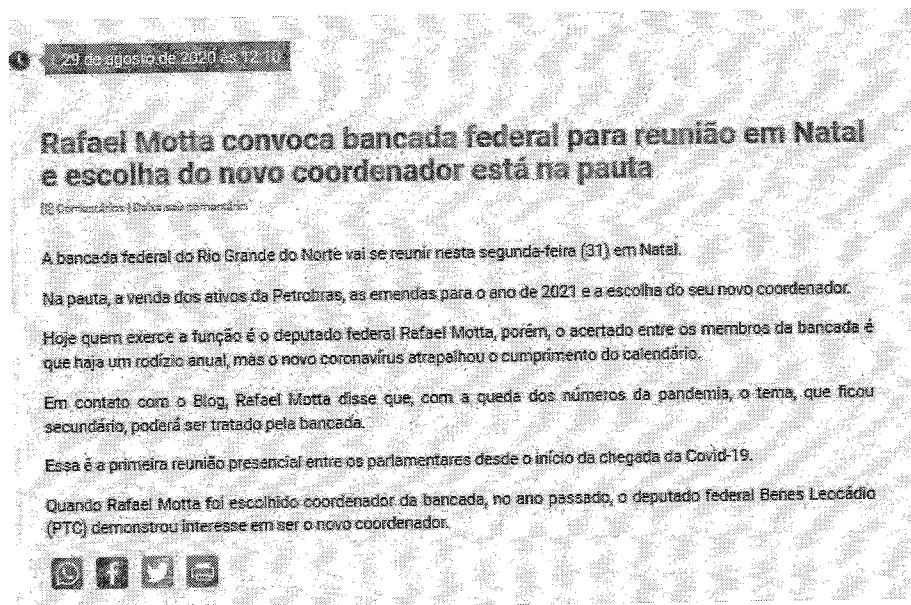 29 de agosto de 2020 às 12:10
Rafael Motta convoca bancada federal para reunião em Natal
e escolha do novo coordenador está na pauta
Comentários | Deixe seu comentário.
A bancada federal do Rio Grande do Norte vai se reunir nesta segunda-feira (31) em Natal.
Na pauta, a venda dos ativos da Petrobras, as emendas para o ano de 2021 e a escolha do seu novo coordenador.
Hoje quem exerce a função é o deputado federal Rafael Motta, porém, o acertado entre os membros da bancada é
que haja um rodízio anual, mas o novo coronavírus atrapalhou o cumprimento do calendário.
Em contato com o Blog, Rafael Motta disse que, com a queda dos números da pandemia, o tema, que ficou
secundário, poderá ser tratado pela bancada.
Essa é a primeira reunião presencial entre os parlamentares desde o início da chegada da Covid-19.
Quando Rafael Motta foi escolhido coordenador da bancada, no ano passado, o deputado federal Benes Leocádio
(PTC) demonstrou interesse em ser o novo coordenador.